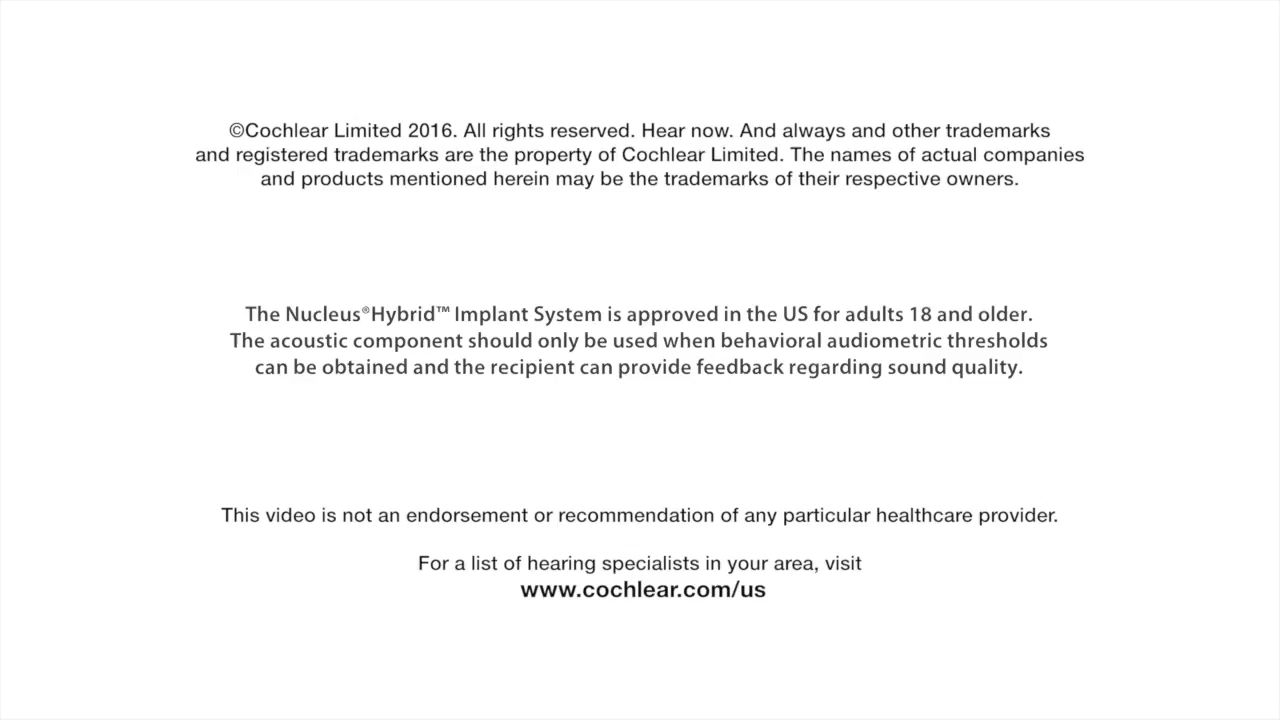 ©Cochlear Limited 2016. All rights reserved. Hear now. And always and other trademarks
and registered trademarks are the property of Cochlear Limited. The names of actual companies
and products mentioned herein may be the trademarks of their respective owners.
The Nucleus®Hybrid™ Implant System is approved in the US for adults 18 and older.
The acoustic component should only be used when behavioral audiometric thresholds
can be obtained and the recipient can provide feedback regarding sound quality.
This video is not an endorsement or recommendation of any particular healthcare provider.
For a list of hearing specialists in your area, visit
www.cochlear.com/us